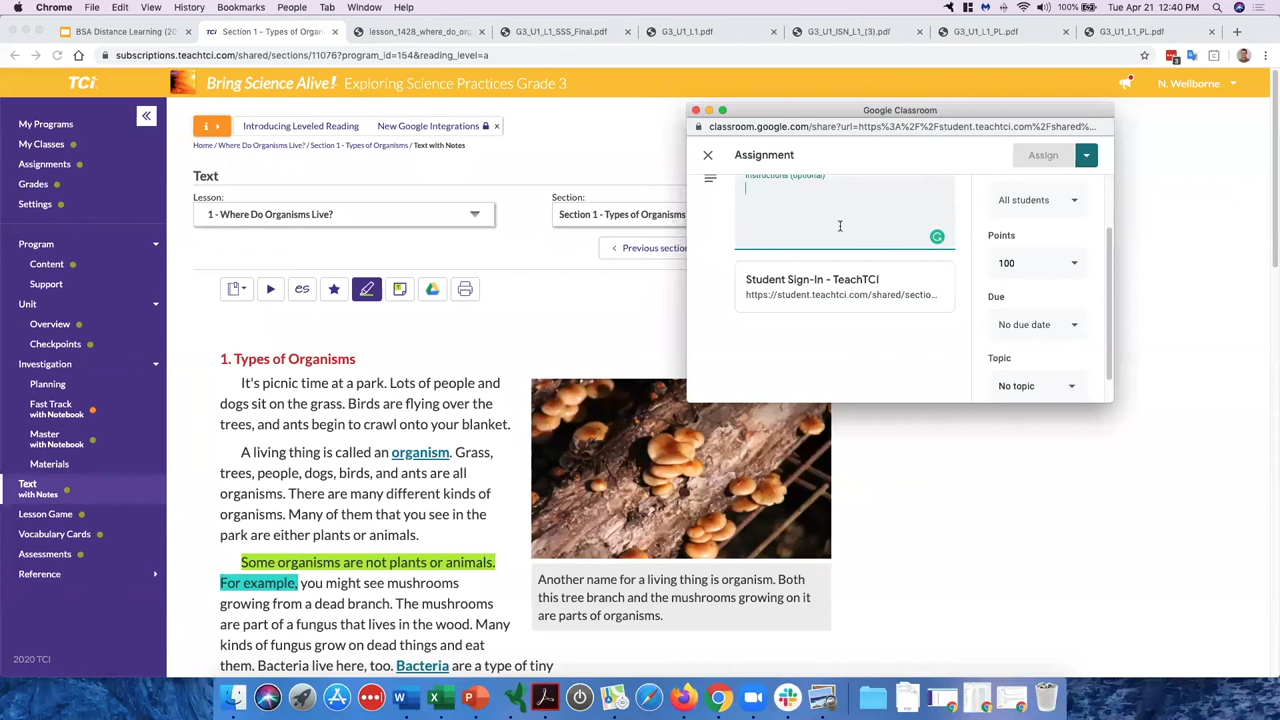 Chrome File Edit View History Bookmarks People Tab Window Help 100% Tue Apr 21 12:40 PM
BSA Distance Learning (20 × TCi Section 1 - Types of Organis × lesson_1428_where_do_org × G3_U1_L1_SSS_Final.pdf × G3_U1_L1.pdf × G3_U1_ISN_L1_(3).pdf × G3_U1_L1_PL.pdf × G3_U1_L1_PL.pdf × +
subscriptions.teachtci.com/shared/sections/11076?program_id=154&reading_level=a
TCi Bring Science Alive! Exploring Science Practices Grade 3 N. Wellborne
My Programs
My Classes
Assignments
Grades
Settings
Program
Content
Support
Unit
Overview
Checkpoints
Investigation
Planning
Fast Track
with Notebook
Master
with Notebook
Materials
Text
with Notes
Lesson Game
Vocabulary Cards
Assessments
Reference
2020 TCI
i Introducing Leveled Reading New Google Integrations ×
Home / Where Do Organisms Live? / Section 1 - Types of Organisms / Text with Notes
Text
Lesson:
1 - Where Do Organisms Live?
Section:
Section 1 - Types of Organisms
< Previous section
es
1. Types of Organisms
It's picnic time at a park. Lots of people and
dogs sit on the grass. Birds are flying over the
trees, and ants begin to crawl onto your blanket.
A living thing is called an organism. Grass,
trees, people, dogs, birds, and ants are all
organisms. There are many different kinds of
organisms. Many of them that you see in the
park are either plants or animals.
Some organisms are not plants or animals.
For example, you might see mushrooms
growing from a dead branch. The mushrooms
are part of a fungus that lives in the wood. Many
kinds of fungus grow on dead things and eat
them. Bacteria live here, too. Bacteria are a type of tiny
Another name for a living thing is organism. Both
this tree branch and the mushrooms growing on it
are parts of organisms.
Google Classroom
classroom.google.com/share?url=https%3A%2F%2Fstudent.teachtci.com%2Fshared%2Fs...
Assignment
Assign
Instructions (optional)
Student Sign-In - TeachTCI
https://student.teachtci.com/shared/sectio...
All students
Points
100
Due
No due date
Topic
No topic